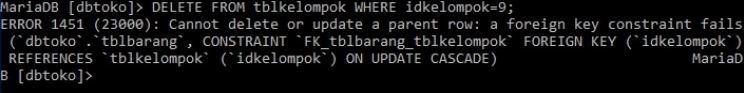 MariaDB [dbtoko]> DELETE FROM tblkelompok WHERE idkelompok=9;
ERROR 1451 (23000): Cannot delete or update a parent row: a foreign key constraint fails
(`dbtoko`.`tblbarang`, CONSTRAINT `FK_tblbarang_tblkelompok` FOREIGN KEY (`idkelompok`)
REFERENCES `tblkelompok` (`idkelompok`) ON UPDATE CASCADE) MariaD
B [dbtoko]>